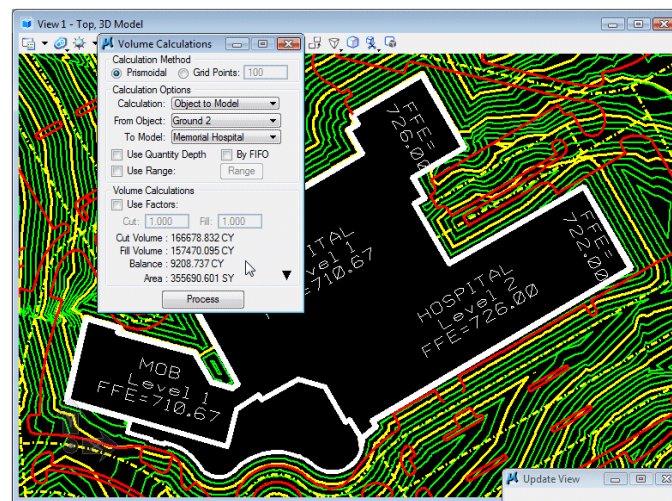 View 1 - Top, 3D Model
Volume Calculations
Calculation Method
Prismoidal Grid Points: 100
Calculation Options
Calculation: Object to Model
From Object: Ground 2
To Model: Memorial Hospital
Use Quantity Depth By FIFO
Use Range: Range
Volume Calculations
Use Factors:
Cut: 1.000 Fill: 1.000
Cut Volume : 166678.832 CY
Fill Volume : 157470.095 CY
Balance : 9208.737 CY
Area : 355690.601 SY
Process
FFE=
726.00
ITAL
1
710.67
HOSPITAL
Level 2
FFE=726.00
FFE=
722.00
MOB
Level 1
FFE=710.67
Update View